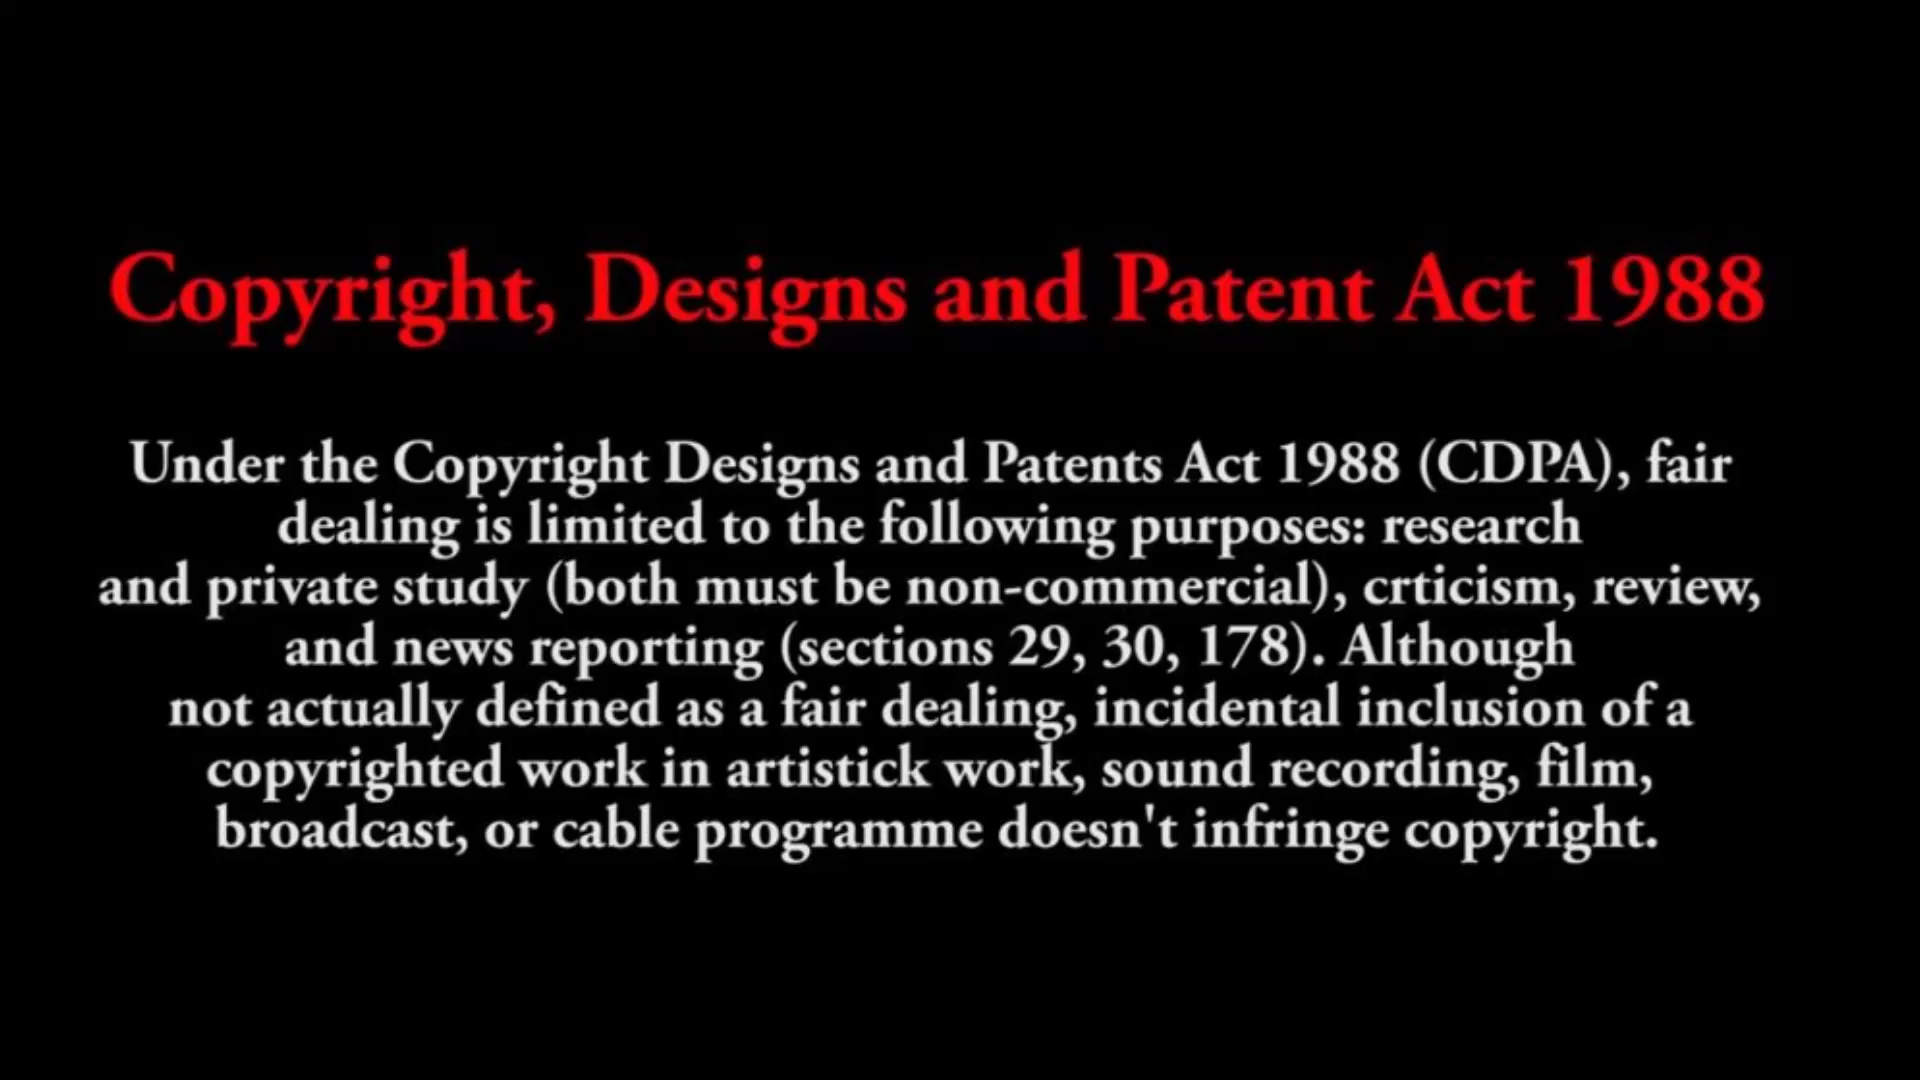 Copyright, Designs and Patent Act 1988
Under the Copyright Designs and Patents Act 1988 (CDPA), fair
dealing is limited to the following purposes: research
and private study (both must be non-commercial), crticism, review,
and news reporting (sections 29, 30, 178). Although
not actually defined as a fair dealing, incidental inclusion of a
copyrighted work in artistick work, sound recording, film,
broadcast, or cable programme doesn't infringe copyright.